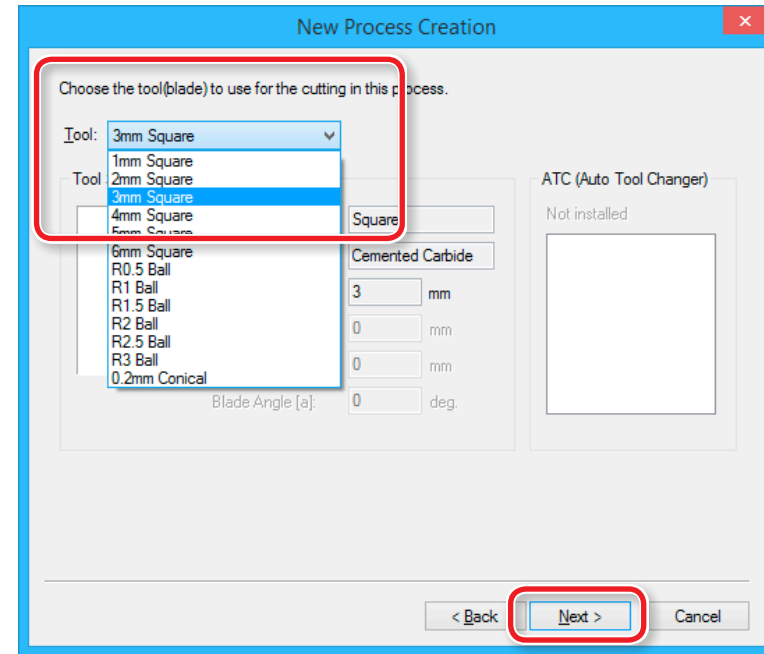 New Process Creation
Choose the tool(blade) to use for the cutting in this process.
Tool: 3mm Square
1mm Square
Tool 2mm Square
3mm Square
4mm Square
5mm Square
6mm Square
R0.5 Ball
R1 Ball
R1.5 Ball
R2 Ball
R2.5 Ball
R3 Ball
0.2mm Conical
Square
Cemented Carbide
3 mm
0 mm
0 mm
Blade Angle [a]: 0 deg.
ATC (Auto Tool Changer)
Not installed
< Back
Next >
Cancel